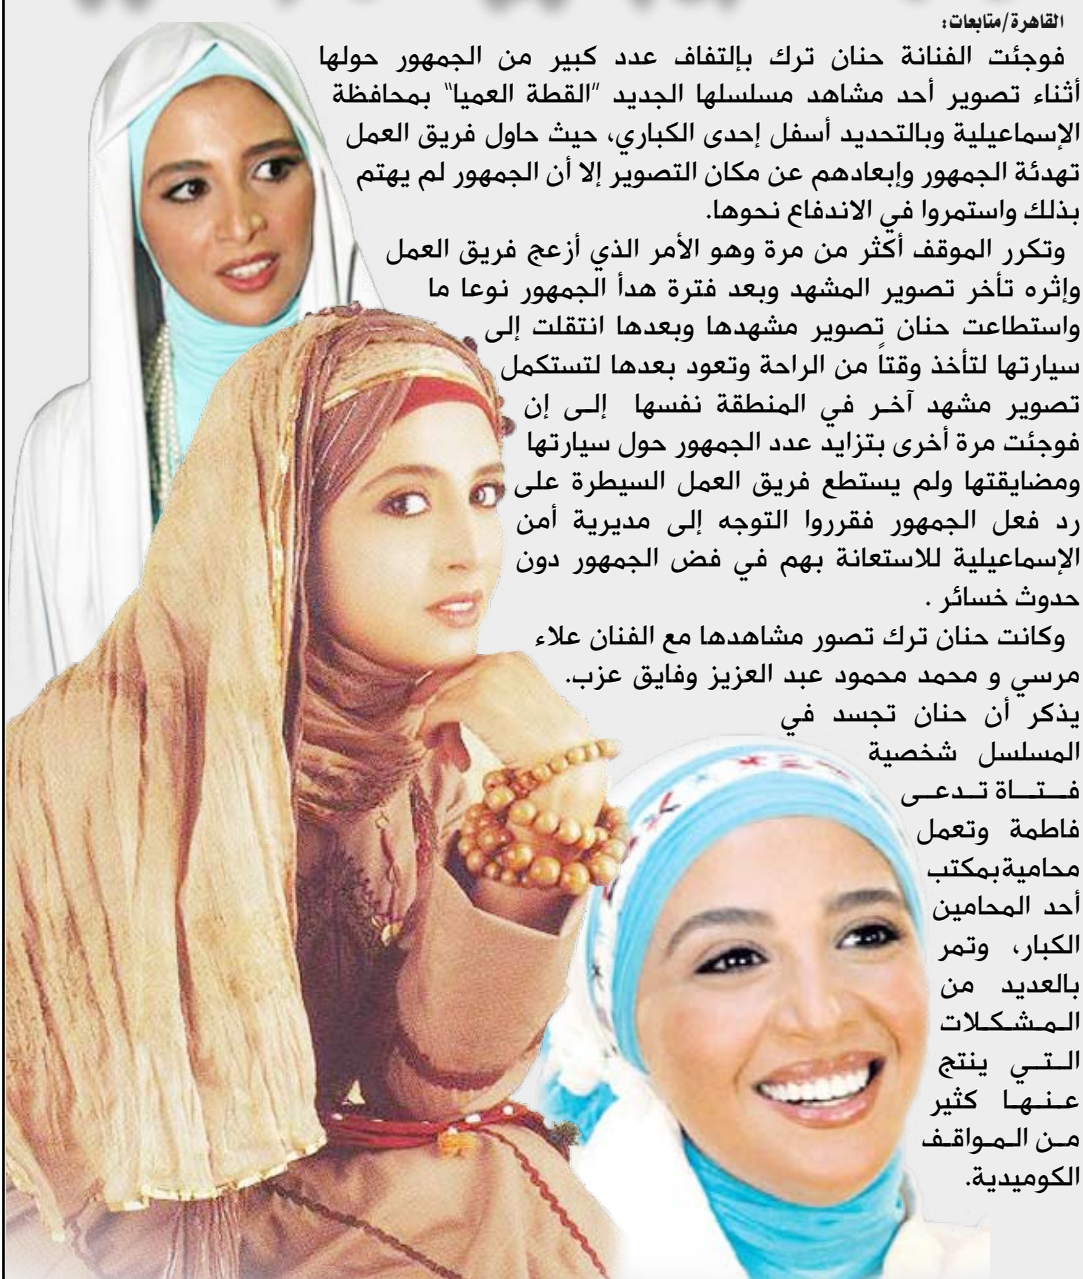 القاهرة/متابعات:
فوجئت الفنانة حنان ترك بإلتفاف عدد كبير من الجمهور حولها
أثناء تصوير أحد مشاهد مسلسلها الجديد "القطة العميا" بمحافظة
الإسماعيلية وبالتحديد أسفل إحدى الكباري، حيث حاول فريق العمل
تهدئة الجمهور وإبعادهم عن مكان التصوير إلا أن الجمهور لم يهتم
بذلك واستمروا في الاندفاع نحوها.
وتكرر الموقف أكثر من مرة وهو الأمر الذي أزعج فريق العمل
وإثره تأخر تصوير المشهد وبعد فترة هدأ الجمهور نوعا ما
واستطاعت حنان تصوير مشهدها وبعدها انتقلت إلى
سيارتها لتأخذ وقتاً من الراحة وتعود بعدها لتستكمل
تصوير مشهد آخر في المنطقة نفسها إلى إن
فوجئت مرة أخرى بتزايد عدد الجمهور حول سيارتها
ومضايقتها ولم يستطع فريق العمل السيطرة على
رد فعل الجمهور فقرروا التوجه إلى مديرية أمن
الإسماعيلية للاستعانة بهم في فض الجمهور دون
حدوث خسائر .
وكانت حنان ترك تصور مشاهدها مع الفنان علاء
مرسي و محمد محمود عبد العزيز وفايق عزب.
يذكر أن حنان تجسد في
المسلسل شخصية
فـتـاة تـدعـى
فاطمة وتعمل
محاميةبمكتب
أحد المحامين
الكبار، وتمر
بالعديد من
الـمـشـكـلات
الـتـي ينتج
عـنـهـا كثير
مـن الـمـواقـف
الكوميدية.